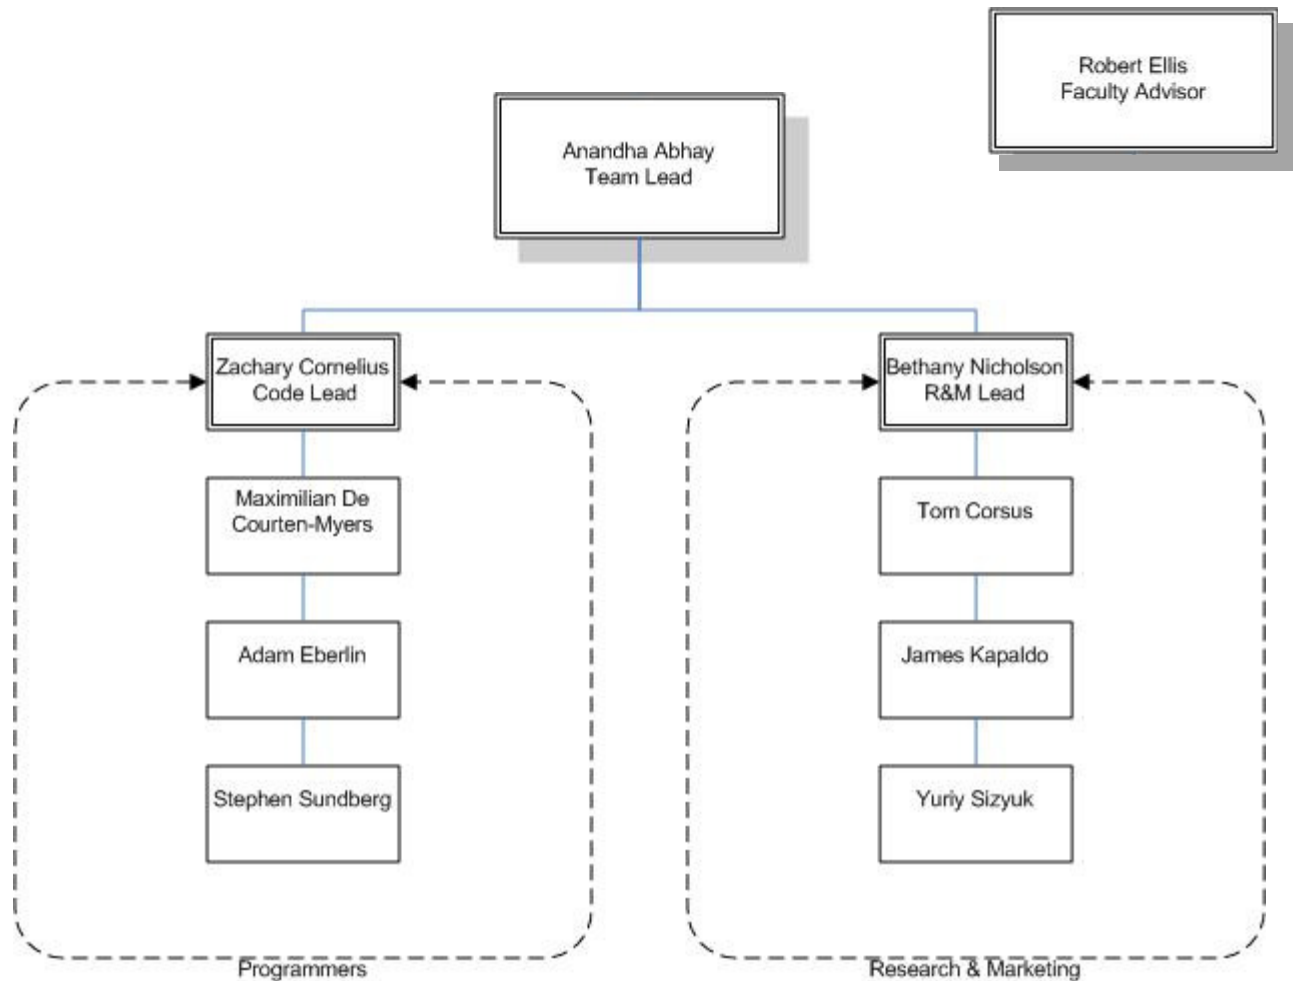 Robert Ellis
Faculty Advisor
Anandha Abhay
Team Lead
Zachary Cornelius
Code Lead
Bethany Nicholson
R&M Lead
Maximilian De
Courten-Myers
Tom Corsus
Adam Eberlin
James Kapaldo
Stephen Sundberg
Yuriy Sizyuk
Programmers
Research & Marketing